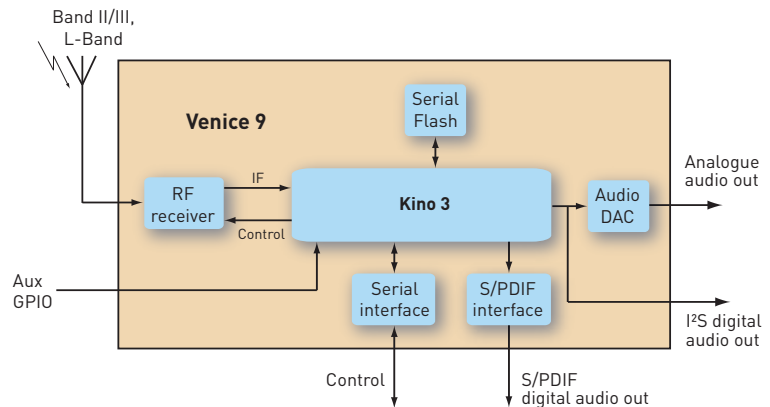 Band II/III,
L-Band
Venice 9
Serial
Flash
Analogue
audio out
RF
receiver
IF
Control
Kino 3
Audio
DAC
Aux
GPIO
Serial
interface
S/PDIF
interface
I²S digital
audio out
Control
S/PDIF
digital audio out